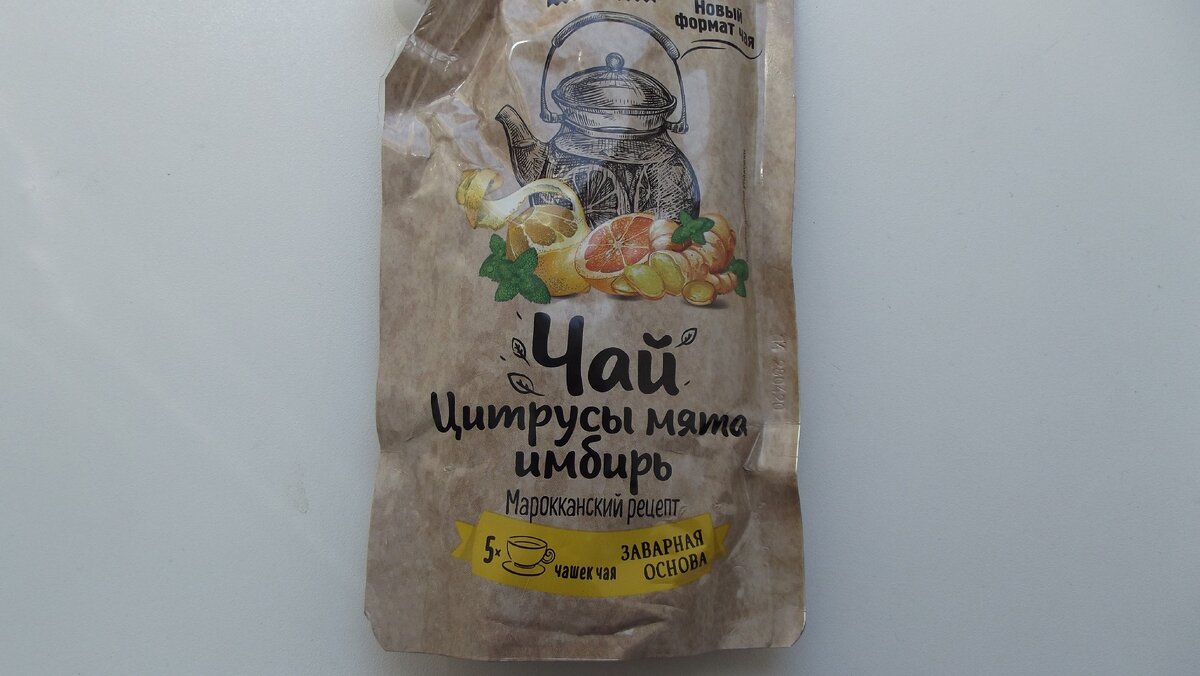 Новый
формат чая
Чай
Цитрусы мята
имбирь
Марокканский рецепт
5х
чашек чая
ЗАВАРНАЯ
ОСНОВА